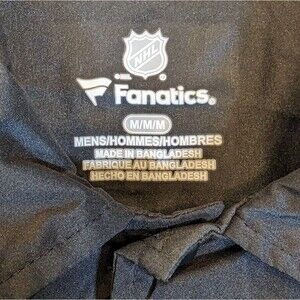 NHL
Fanatics.
M/M/M
MENS/HOMMES/HOMBRES
MADE IN BANGLADESH
FABRIQUE AU BANGLADESH
HECHO EN BANGLADESH